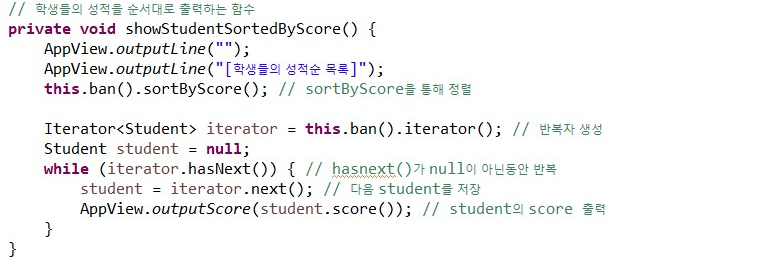 // 학생들의 성적을 순서대로 출력하는 함수
private void showStudentSortedByScore() {
    AppView.outputLine("");
    AppView.outputLine("[학생들의 성적순 목록]");
    this.ban().sortByScore(); // sortByScore을 통해 정렬

    Iterator<Student> iterator = this.ban().iterator(); // 반복자 생성
    Student student = null;
    while (iterator.hasNext()) { // hasnext()가 null이 아닌동안 반복
        student = iterator.next(); // 다음 student를 저장
        AppView.outputScore(student.score()); // student의 score 출력
    }
}